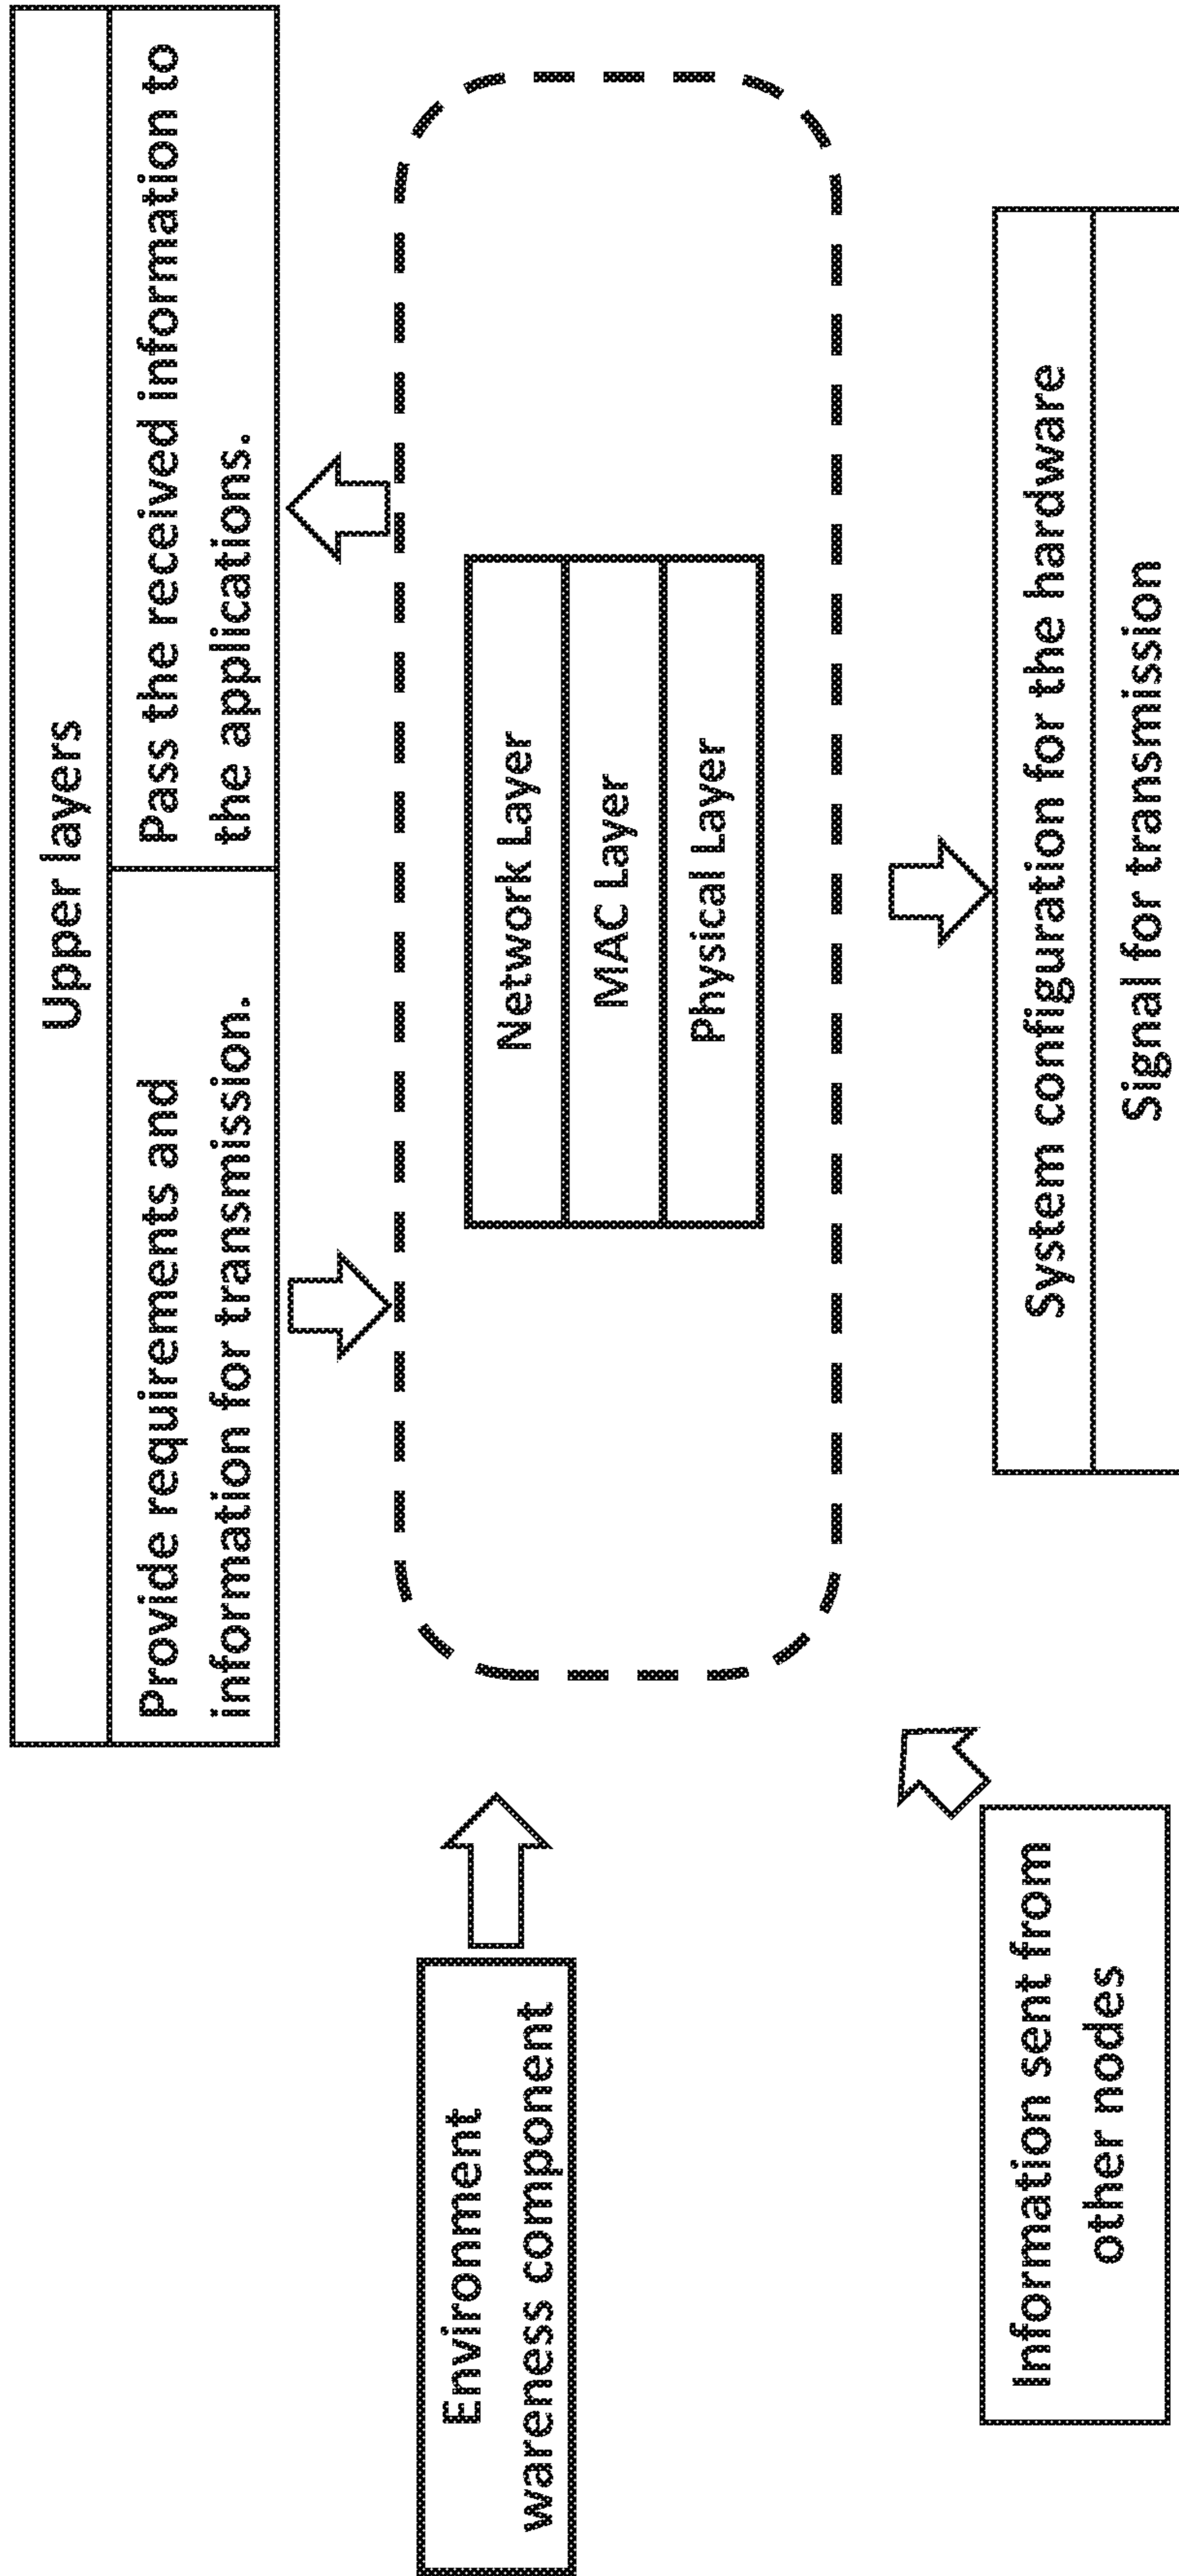 Upper layers
Provide requirements and
information for transmission.
Pass the received information to
the applications.
Environment
wareness component
Network Layer
MAC Layer
Physical Layer
Information sent from
other nodes
System configuration for the hardware
Signal for transmission